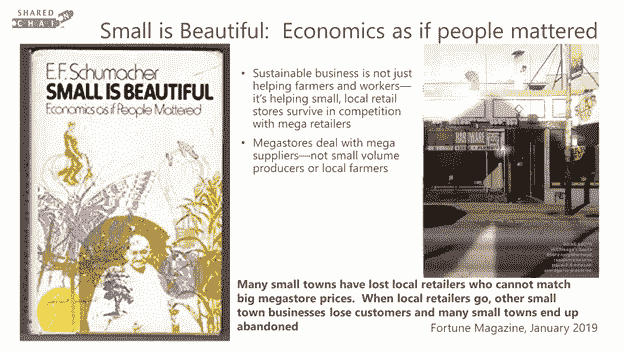 SHARED
CHAIN
Small is Beautiful: Economics as if people mattered
E.F. Schumacher
SMALL IS BEAUTIFUL
Economics as if People Mattered
• Sustainable business is not just
helping farmers and workers—
it's helping small, local retail
stores survive in competition
with mega retailers
• Megastores deal with mega
suppliers—not small volume
producers or local farmers
HARDWARE
Many small towns have lost local retailers who cannot match
big megastore prices. When local retailers go, other small
town businesses lose customers and many small towns end up
abandoned
Fortune Magazine, January 2019